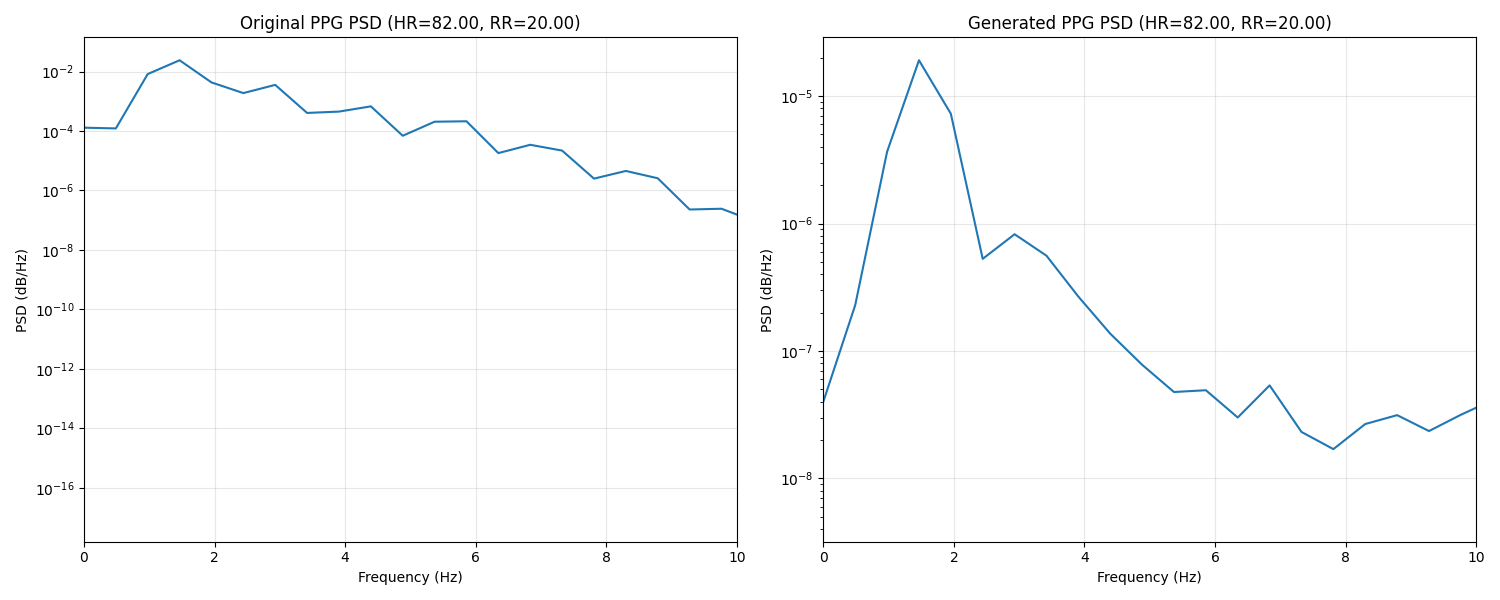 Original PPG PSD (HR=82.00, RR=20.00)
PSD (dB/Hz)
10⁻²
10⁻⁴
10⁻⁶
10⁻⁸
10⁻¹⁰
10⁻¹²
10⁻¹⁴
10⁻¹⁶
0 2 4 6 8 10
Frequency (Hz)
Generated PPG PSD (HR=82.00, RR=20.00)
PSD (dB/Hz)
10⁻⁵
10⁻⁶
10⁻⁷
10⁻⁸
0 2 4 6 8 10
Frequency (Hz)